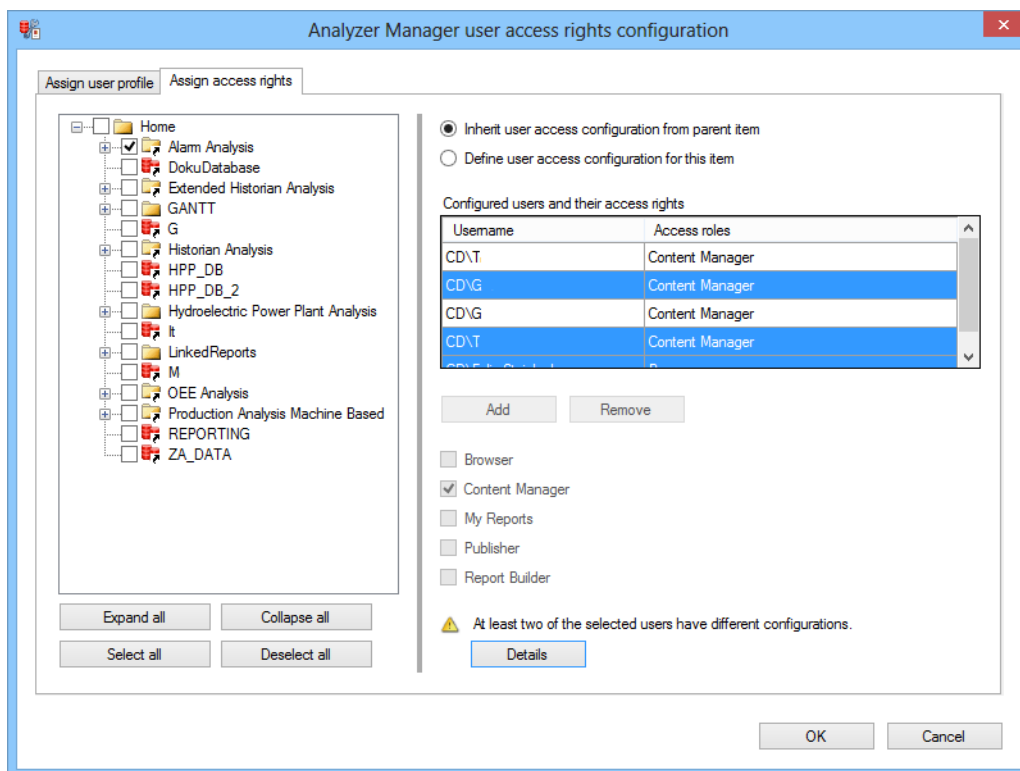 Analyzer Manager user access rights configuration
Assign user profile
Assign access rights
Home
Alarm Analysis
DokuDatabase
Extended Historian Analysis
GANTT
G
Historian Analysis
HPP_DB
HPP_DB_2
Hydroelectric Power Plant Analysis
It
LinkedReports
M
OEE Analysis
Production Analysis Machine Based
REPORTING
ZA_DATA
Expand all
Collapse all
Select all
Deselect all
Inherit user access configuration from parent item
Define user access configuration for this item
Configured users and their access rights
Username Access roles
CD\T Content Manager
CD\G Content Manager
CD\G Content Manager
CD\T Content Manager
Add
Remove
Browser
Content Manager
My Reports
Publisher
Report Builder
At least two of the selected users have different configurations.
Details
OK
Cancel